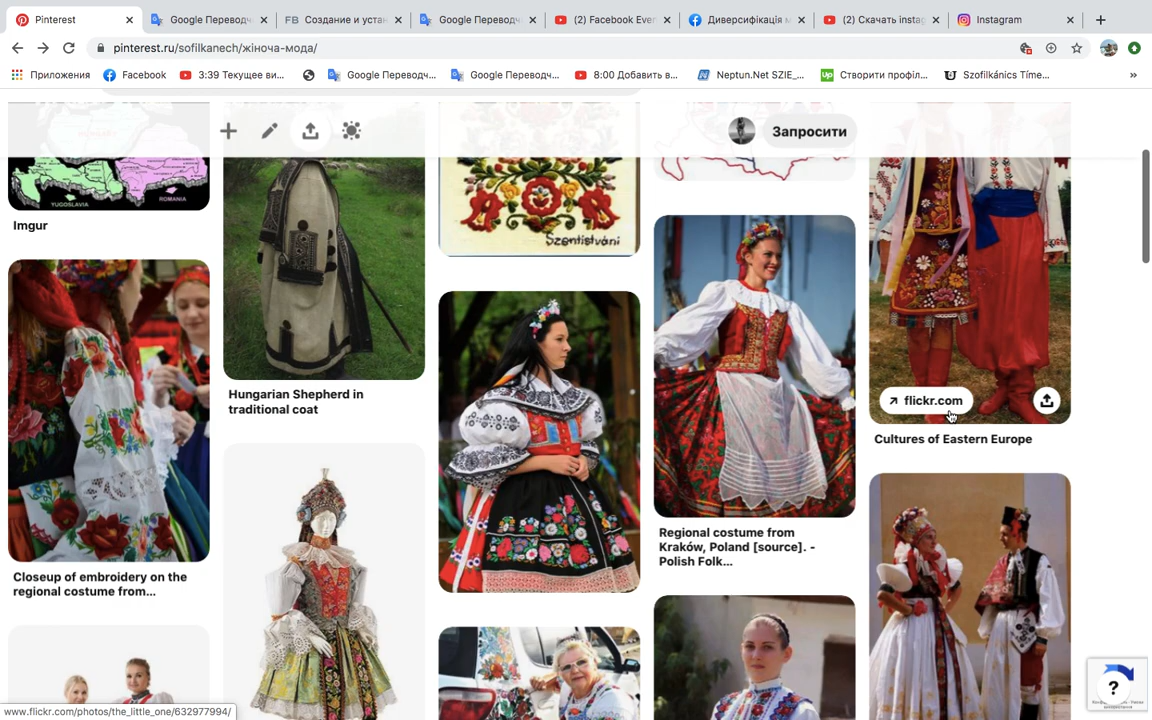 Pinterest
Google Переводч
FB Создание и устан
Google Переводч
(2) Facebook Ever
Диверсифікація м
(2) Скачать instag
Instagram
pinterest.ru/sofilkanech/жіноча-мода/
Приложения
Facebook
3:39 Текущее ви...
Google Переводч...
Google Переводч...
8:00 Добавить в...
Neptun.Net SZIE_...
Up Створити профіл...
Szofilkánics Tíme...
»
Запросити
YUGOSLAVIA
ROMANIA
Imgur
Szentistváni
Hungarian Shepherd in
traditional coat
flickr.com
Cultures of Eastern Europe
Regional costume from
Kraków, Poland [source]. -
Polish Folk...
Closeup of embroidery on the
regional costume from...
?
www.flickr.com/photos/the_little_one/632977994/